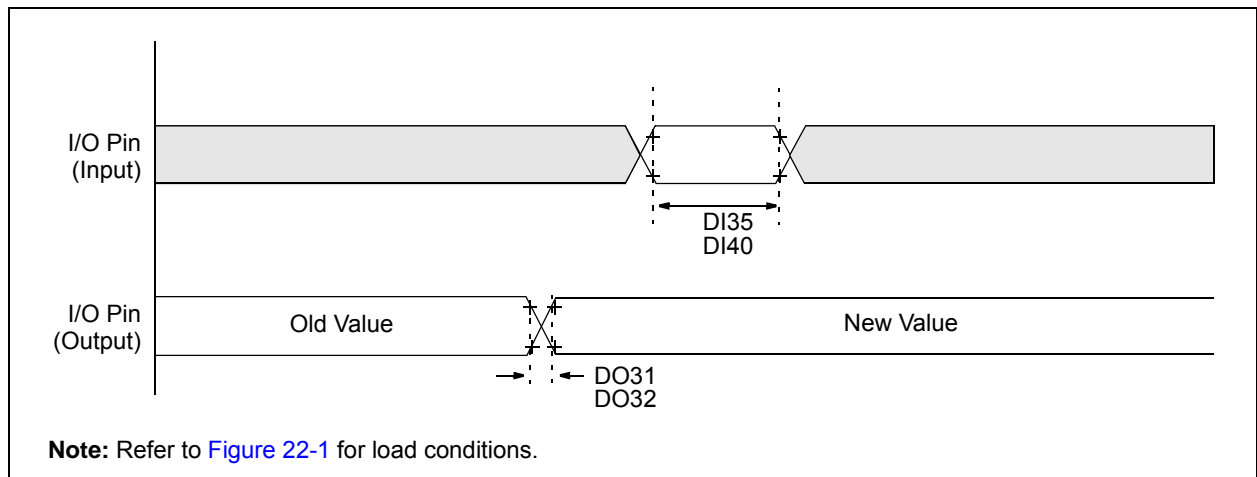 I/O Pin
(Input)
DI35
DI40
I/O Pin
(Output)
Old Value
New Value
DO31
DO32
Note: Refer to Figure 22-1 for load conditions.